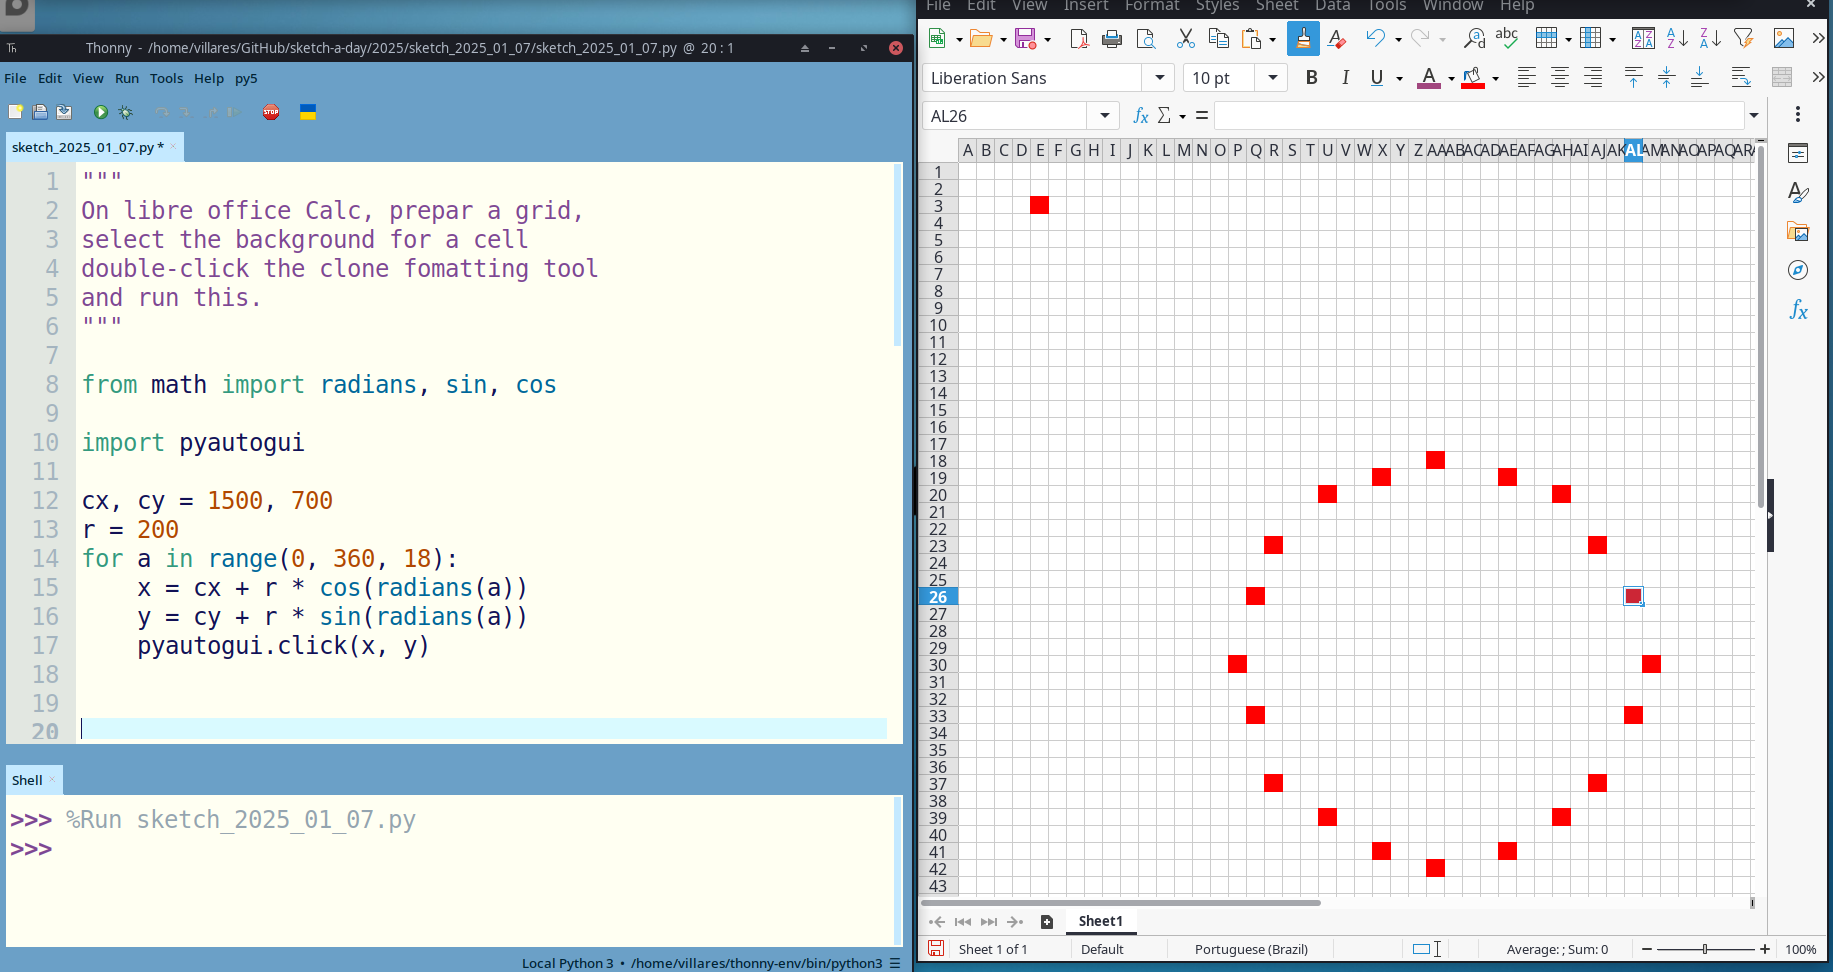 Thonny - /home/villares/GitHub/sketch-a-day/2025/sketch_2025_01_07/sketch_2025_01_07.py @ 20 : 1
File Edit View Run Tools Help py5
STOP
sketch_2025_01_07.py *
1 """
2 On libre office Calc, prepar a grid,
3 select the background for a cell
4 double-click the clone fomatting tool
5 and run this.
6 """
7
8 from math import radians, sin, cos
9
10 import pyautogui
11
12 cx, cy = 1500, 700
13 r = 200
14 for a in range(0, 360, 18):
15     x = cx + r * cos(radians(a))
16     y = cy + r * sin(radians(a))
17     pyautogui.click(x, y)
18
19
20
Shell
>>> %Run sketch_2025_01_07.py
>>>
Local Python 3 • /home/villares/thonny-env/bin/python3 ☰
File Edit View Insert Format Styles Sheet Data Tools Window Help
Liberation Sans 10 pt B I U A
AL26 fx Σ =
A B C D E F G H I J K L M N O P Q R S T U V W X Y Z AA AB AC AD AE AF AG AH AI AJ AK AL AM AN AO AP AQ AR
1
2
3
4
5
6
7
8
9
10
11
12
13
14
15
16
17
18
19
20
21
22
23
24
25
26
27
28
29
30
31
32
33
34
35
36
37
38
39
40
41
42
43
Sheet1
Sheet 1 of 1 Default Portuguese (Brazil) Average: ; Sum: 0 100%